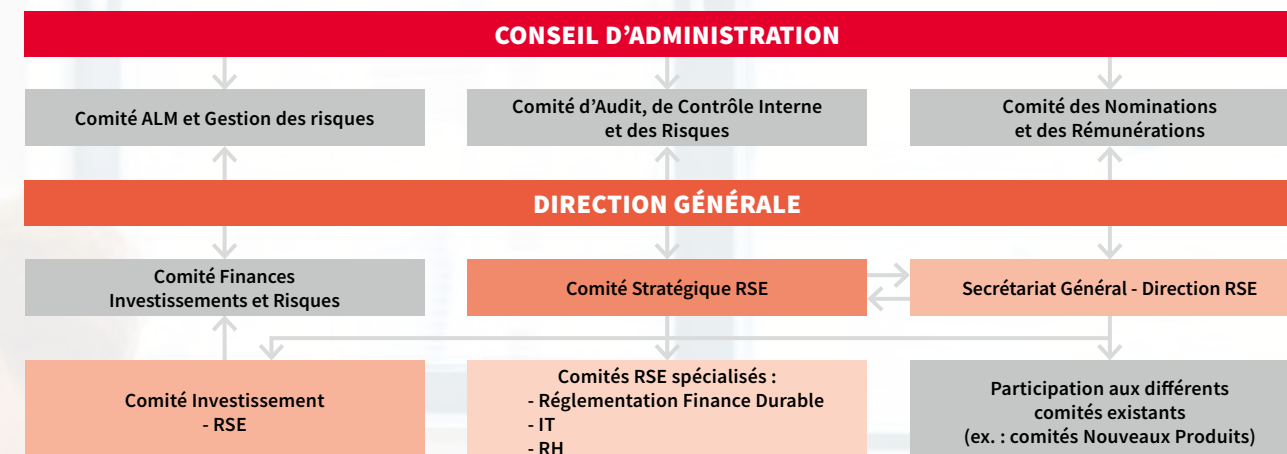 CONSEIL D’ADMINISTRATION
Comité ALM et Gestion des risques
Comité d’Audit, de Contrôle Interne
et des Risques
Comité des Nominations
et des Rémunérations
DIRECTION GÉNÉRALE
Comité Finances
Investissements et Risques
Comité Stratégique RSE
Secrétariat Général - Direction RSE
Comité Investissement
- RSE
Comités RSE spécialisés :
- Réglementation Finance Durable
- IT
- RH
Participation aux différents
comités existants
(ex. : comités Nouveaux Produits)